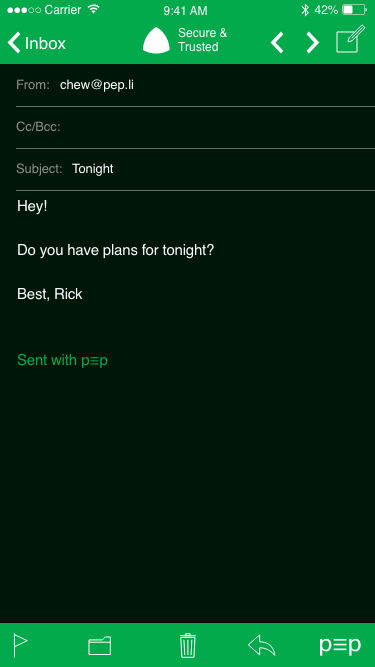 Carrier 9:41 AM 42%
Inbox
Secure &
Trusted
From: chew@pep.li
Cc/Bcc:
Subject: Tonight
Hey!
Do you have plans for tonight?
Best, Rick
Sent with p≡p
p≡p